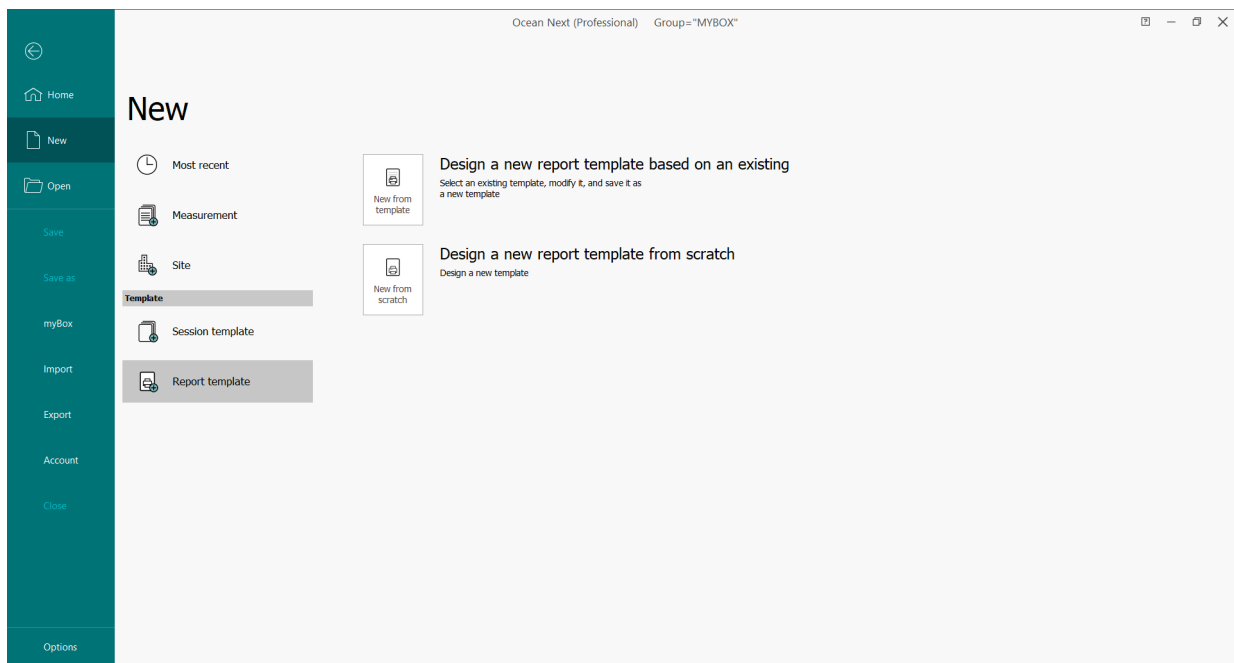 Ocean Next (Professional) Group="MYBOX"
Home
New
Open
Save
Save as
myBox
Import
Export
Account
Close
Options
New
Most recent
Measurement
Site
Template
Session template
Report template
New from
template
Design a new report template based on an existing
Select an existing template, modify it, and save it as
a new template
New from
scratch
Design a new report template from scratch
Design a new template